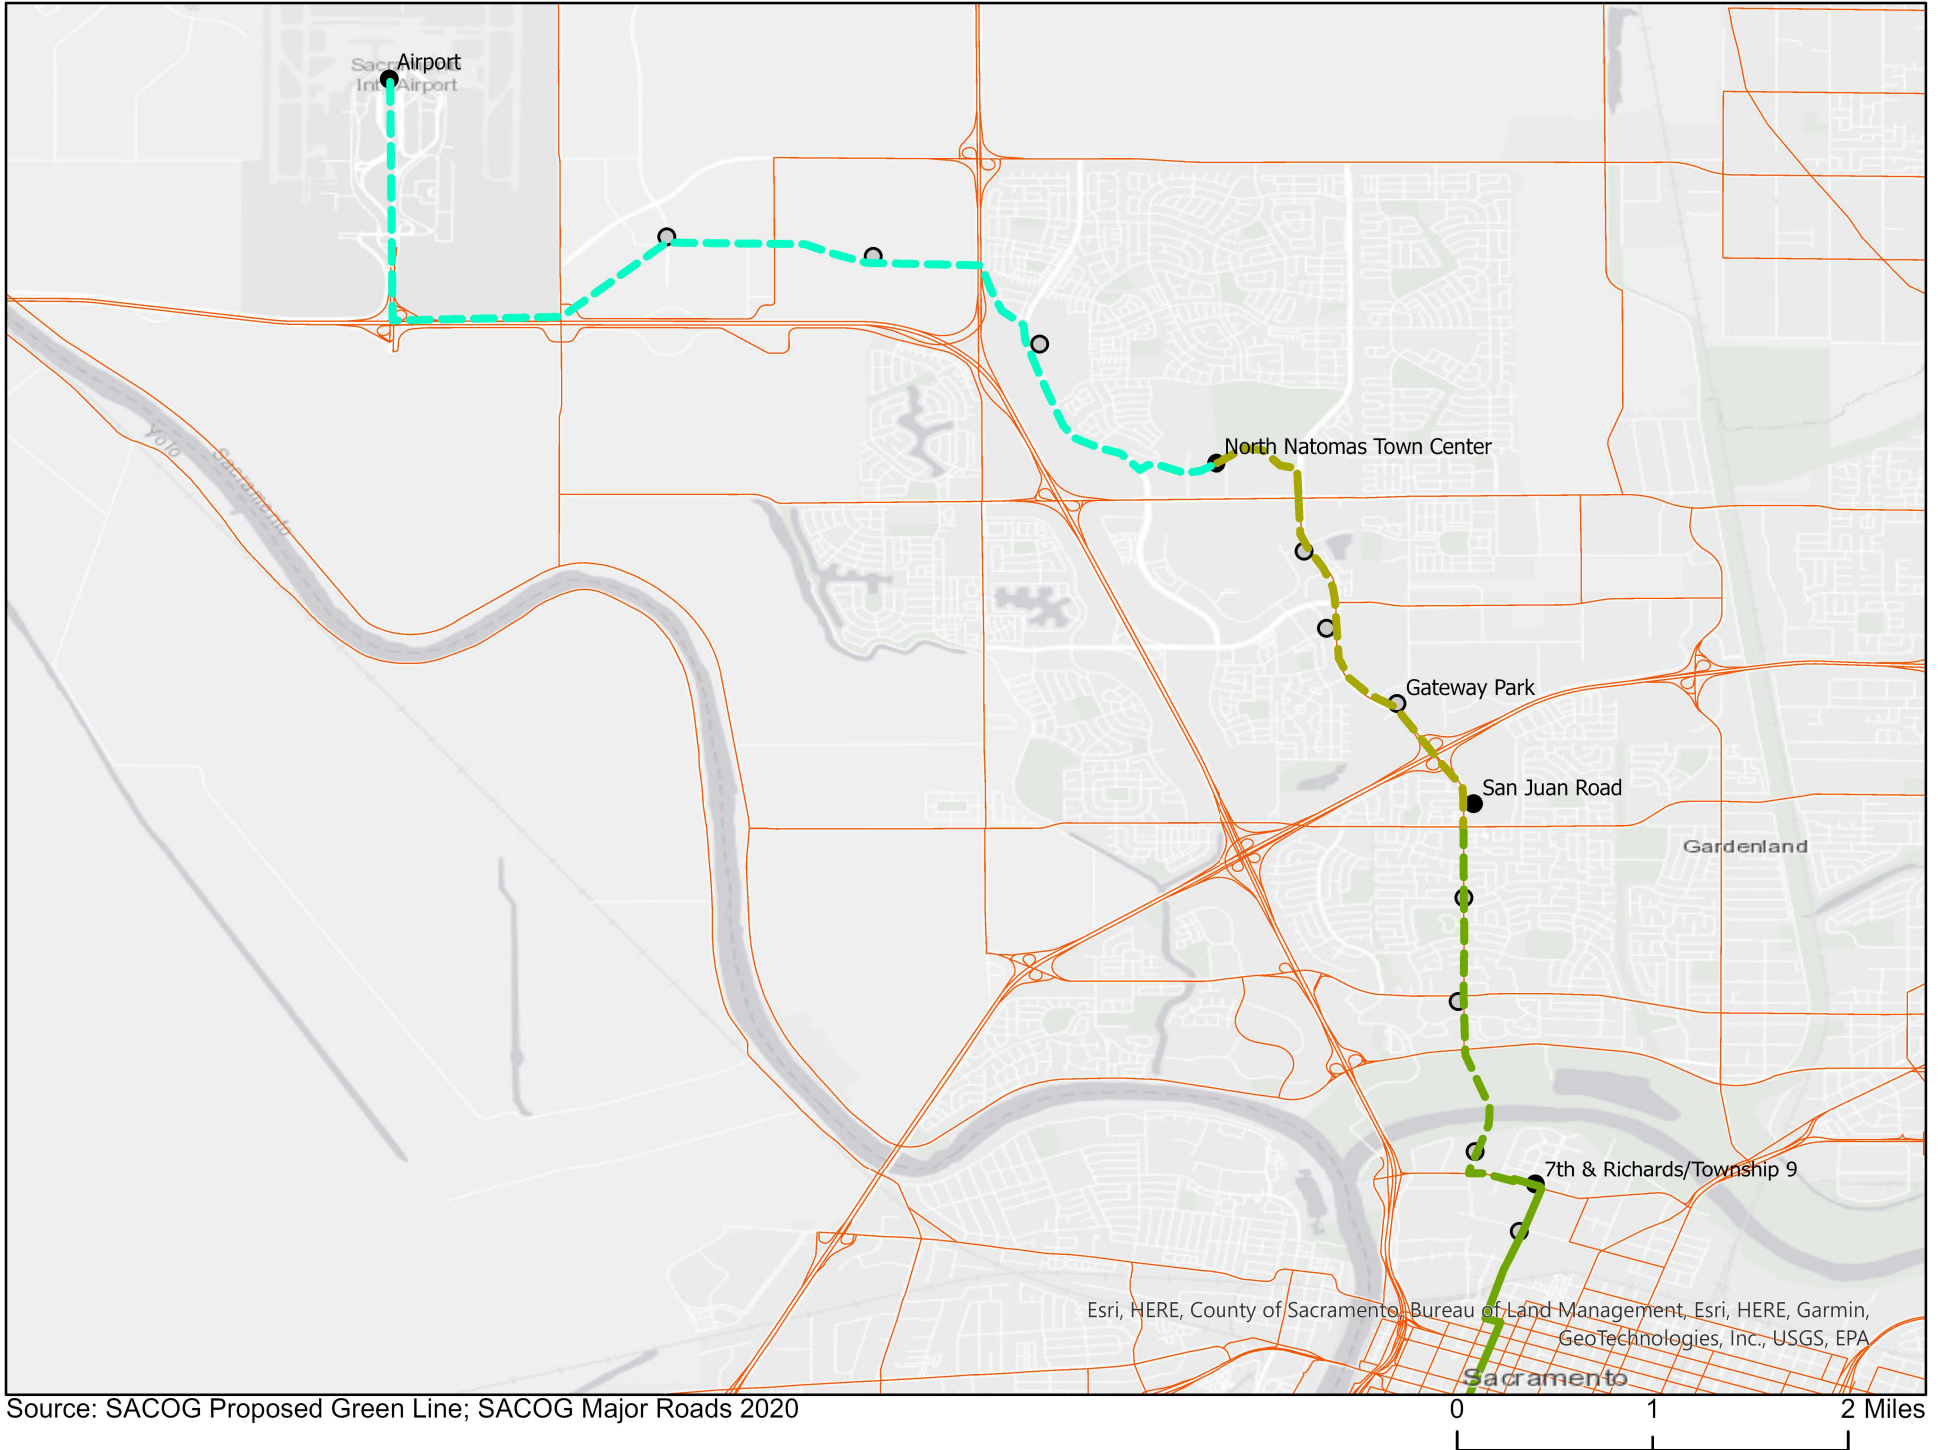 Airport
Sacramento
Int'l Airport
Yolo
Sacramento
North Natomas Town Center
Gateway Park
San Juan Road
Gardenland
7th & Richards/Township 9
Esri, HERE, County of Sacramento, Bureau of Land Management, Esri, HERE, Garmin,
GeoTechnologies, Inc., USGS, EPA
Sacramento
Source: SACOG Proposed Green Line; SACOG Major Roads 2020
0 1 2 Miles